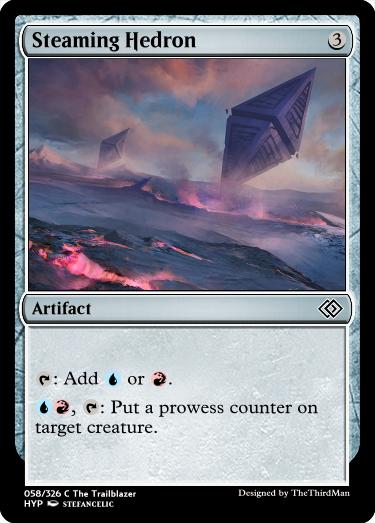 Steaming Hedron 3
Artifact
: Add or .
, : Put a prowess counter on
target creature.
058/326 C The Trailblazer
HYP STEFANCELIC
Designed by TheThirdMan